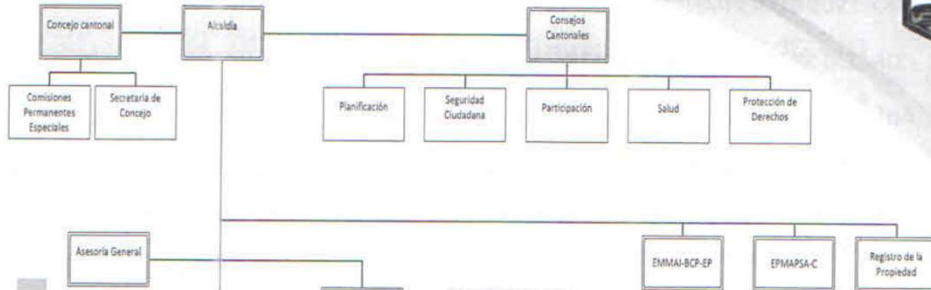 Concejo cantonal
Alcaldía
Consejos
Cantonales
Comisiones
Permanentes
Especiales
Secretaria de
Concejo
Planificación
Seguridad
Ciudadana
Participación
Salud
Protección de
Derechos
Asesoría General
EMMAI-BCP-EP
EPMAPSA-C
Registro de la
Propiedad